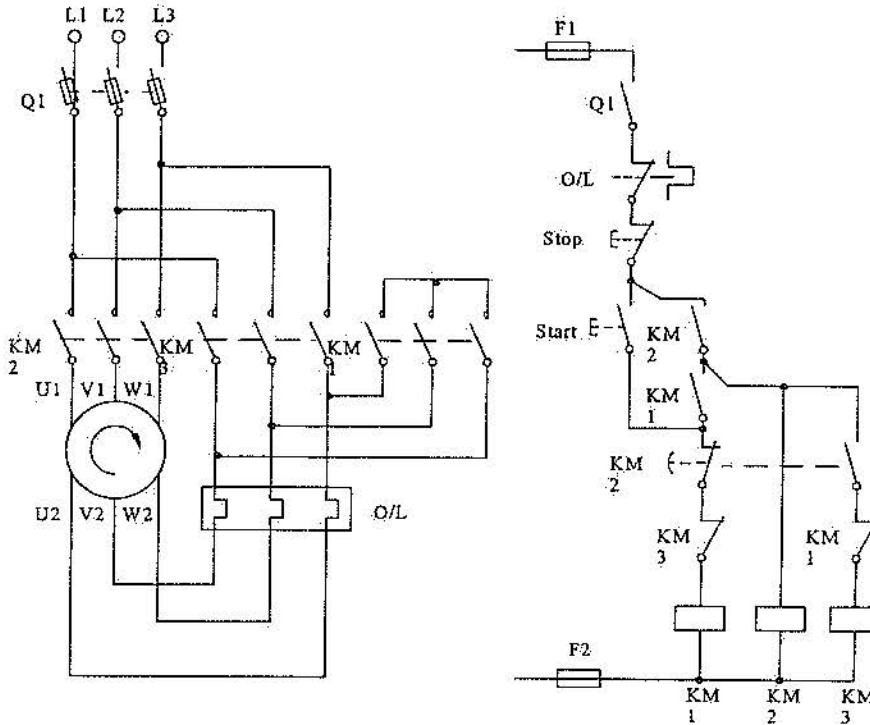 L1 L2 L3
Q1
KM 2
KM 3
KM 1
U1 V1 W1
U2 V2 W2
O/L
F1
Q1
O/L
Stop
Start
KM 2
KM 1
KM 2
KM 3
KM 1
F2
KM 1
KM 2
KM 3